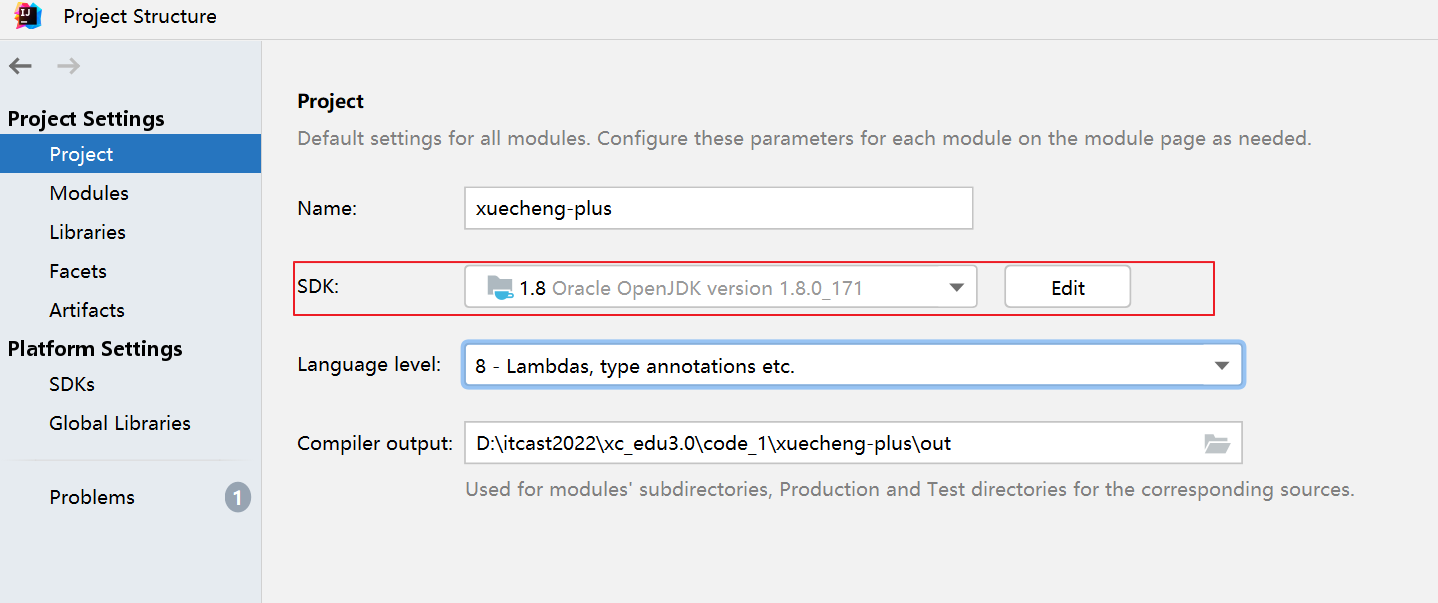 Project Structure
Project Settings
Project
Modules
Libraries
Facets
Artifacts
Platform Settings
SDKs
Global Libraries
Problems 1
Project
Default settings for all modules. Configure these parameters for each module on the module page as needed.
Name: xuecheng-plus
SDK: 1.8 Oracle OpenJDK version 1.8.0_171 Edit
Language level: 8 - Lambdas, type annotations etc.
Compiler output: D:\itcast2022\xc_edu3.0\code_1\xuecheng-plus\out
Used for modules' subdirectories, Production and Test directories for the corresponding sources.